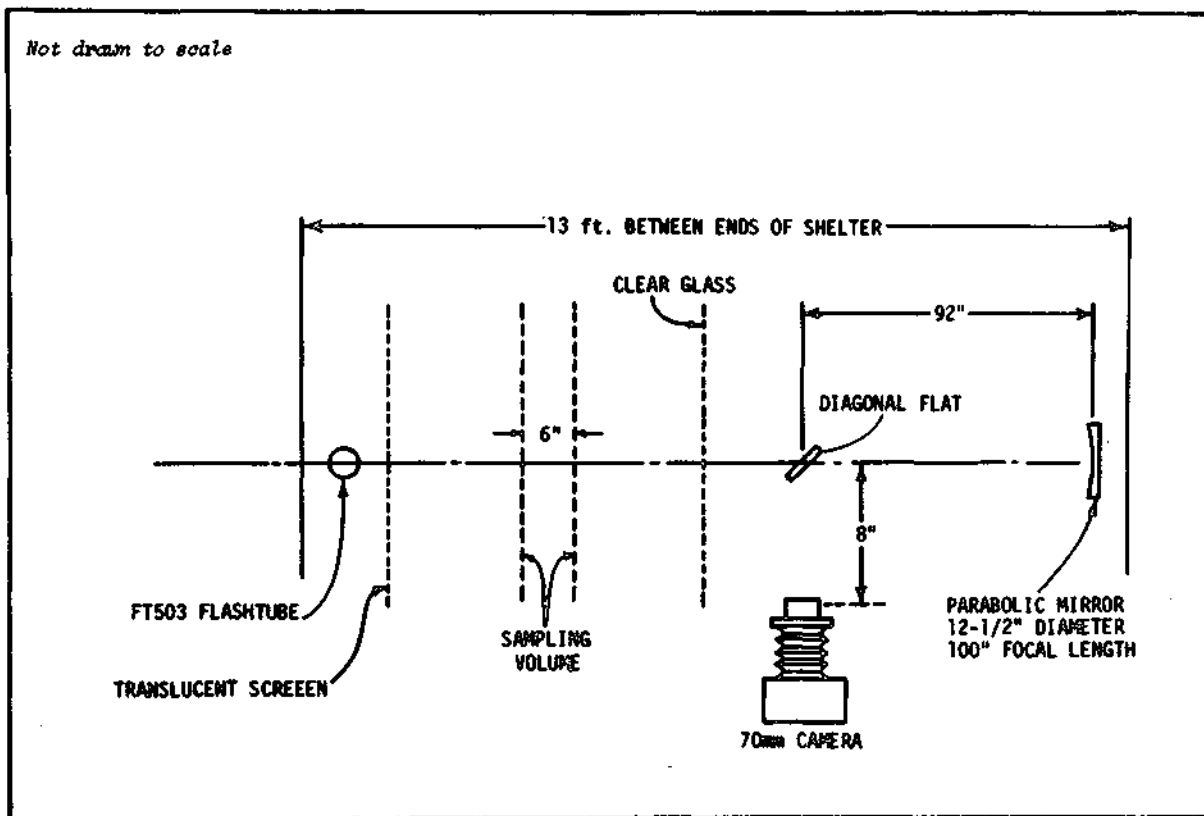 Not drawn to scale
13 ft. BETWEEN ENDS OF SHELTER
CLEAR GLASS
92"
DIAGONAL FLAT
6"
8"
FT503 FLASHTUBE
SAMPLING
VOLUME
PARABOLIC MIRROR
12-1/2" DIAMETER
100" FOCAL LENGTH
TRANSLUCENT SCREEEN
70mm CAMERA